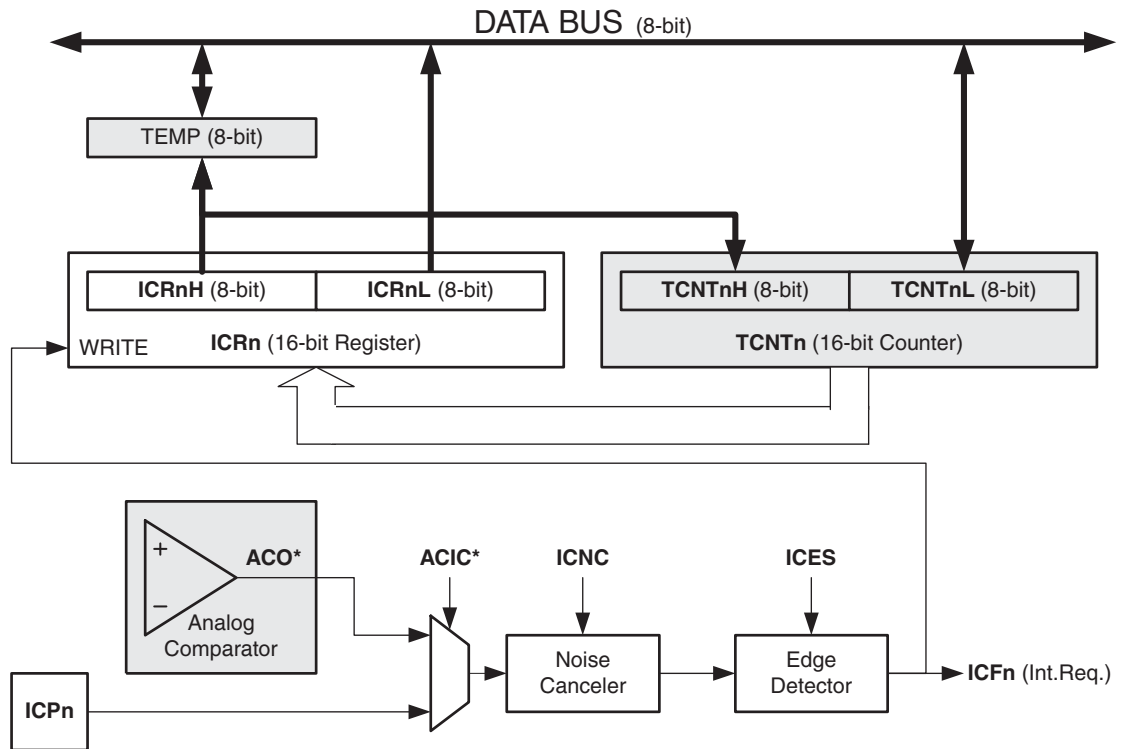 DATA BUS (8-bit)
TEMP (8-bit)
ICRnH (8-bit)
ICRnL (8-bit)
TCNTnH (8-bit)
TCNTnL (8-bit)
WRITE
ICRn (16-bit Register)
TCNTn (16-bit Counter)
+
−
ACO*
Analog
Comparator
ACIC*
ICNC
ICES
Noise
Canceler
Edge
Detector
ICFn (Int.Req.)
ICPn